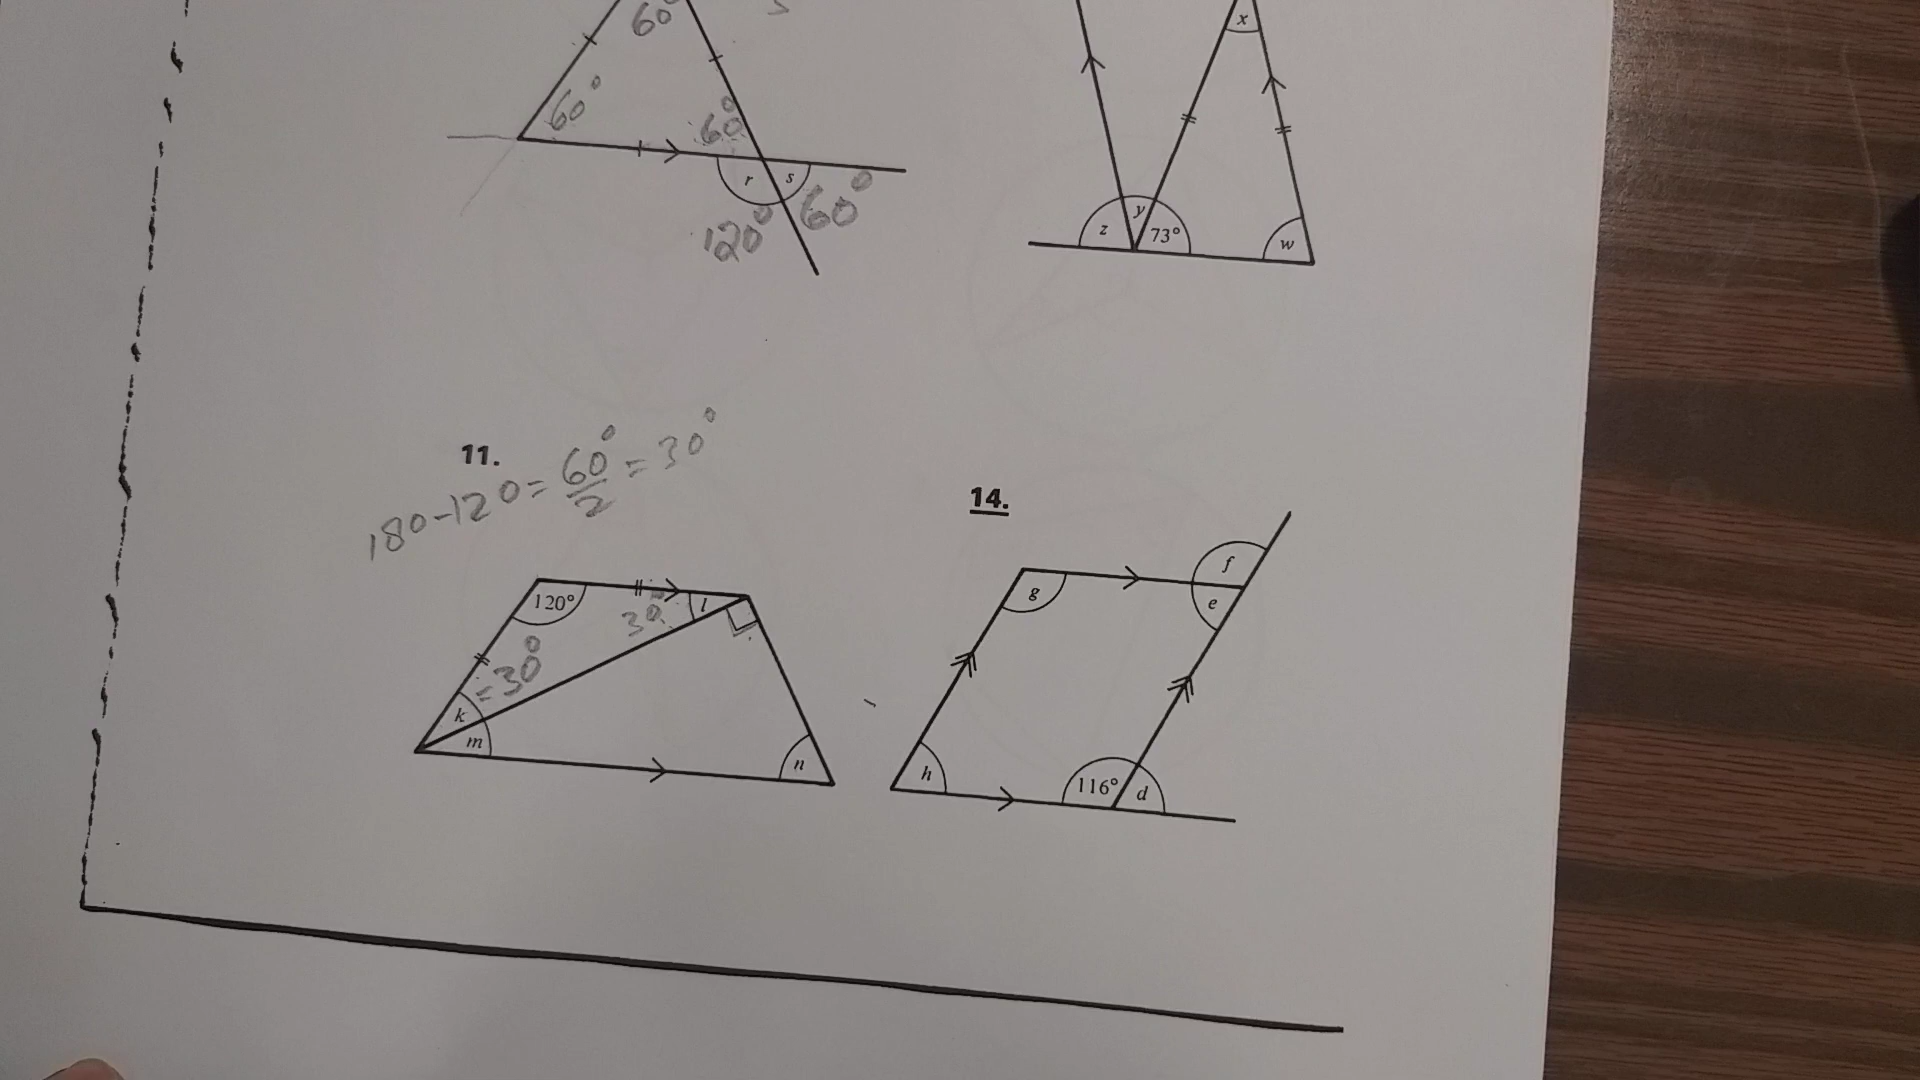 60°
x
60°
60°
r
s
60°
120°
z
y
73°
w
11.
180-120 = 60°/2 = 30°
14.
120°
l
30°
= 30°
k
m
n
f
g
e
h
116°
d